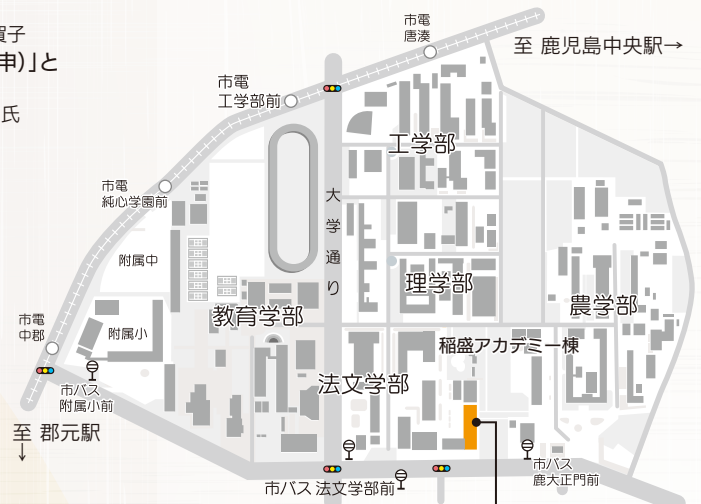 賀子
申)」と
氏
市電
唐湊
至 鹿児島中央駅→
市電
工学部前
工学部
市電
純心学園前
大学通り
附属中
理学部
教育学部
農学部
市電
中郡
附属小
稲盛アカデミー棟
法文学部
市バス
附属小前
至 郡元駅
↓
市バス 法文学部前
市バス
鹿大正門前